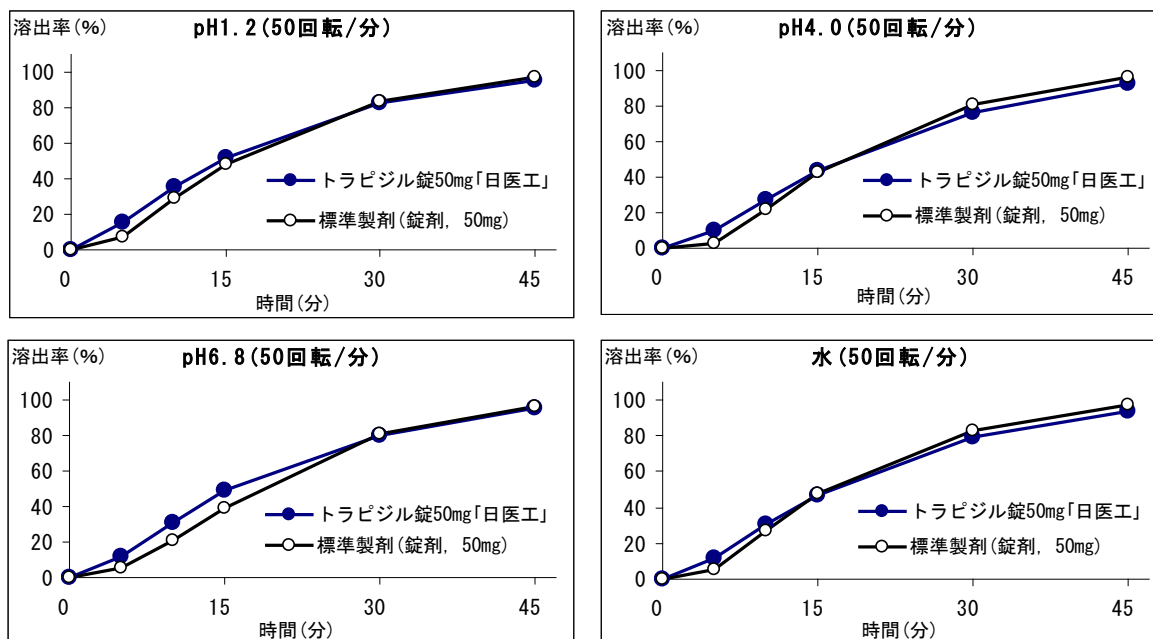 溶出率(%)
pH1.2(50回転/分)
100
80
60
40
20
0
トラピジル錠50mg「日医工」
標準製剤(錠剤, 50mg)
0 15 30 45
時間(分)
溶出率(%)
pH4.0(50回転/分)
100
80
60
40
20
0
トラピジル錠50mg「日医工」
標準製剤(錠剤, 50mg)
0 15 30 45
時間(分)
溶出率(%)
pH6.8(50回転/分)
100
80
60
40
20
0
トラピジル錠50mg「日医工」
標準製剤(錠剤, 50mg)
0 15 30 45
時間(分)
溶出率(%)
水(50回転/分)
100
80
60
40
20
0
トラピジル錠50mg「日医工」
標準製剤(錠剤, 50mg)
0 15 30 45
時間(分)